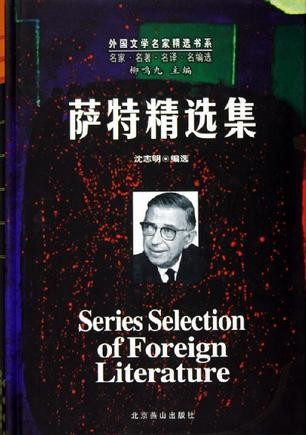 外国文学名家精选书系
名家·名著·名译·名编选
柳鸣九 主编
萨特精选集
沈志明·编选
Series Selection
of Foreign
Literature
北京燕山出版社